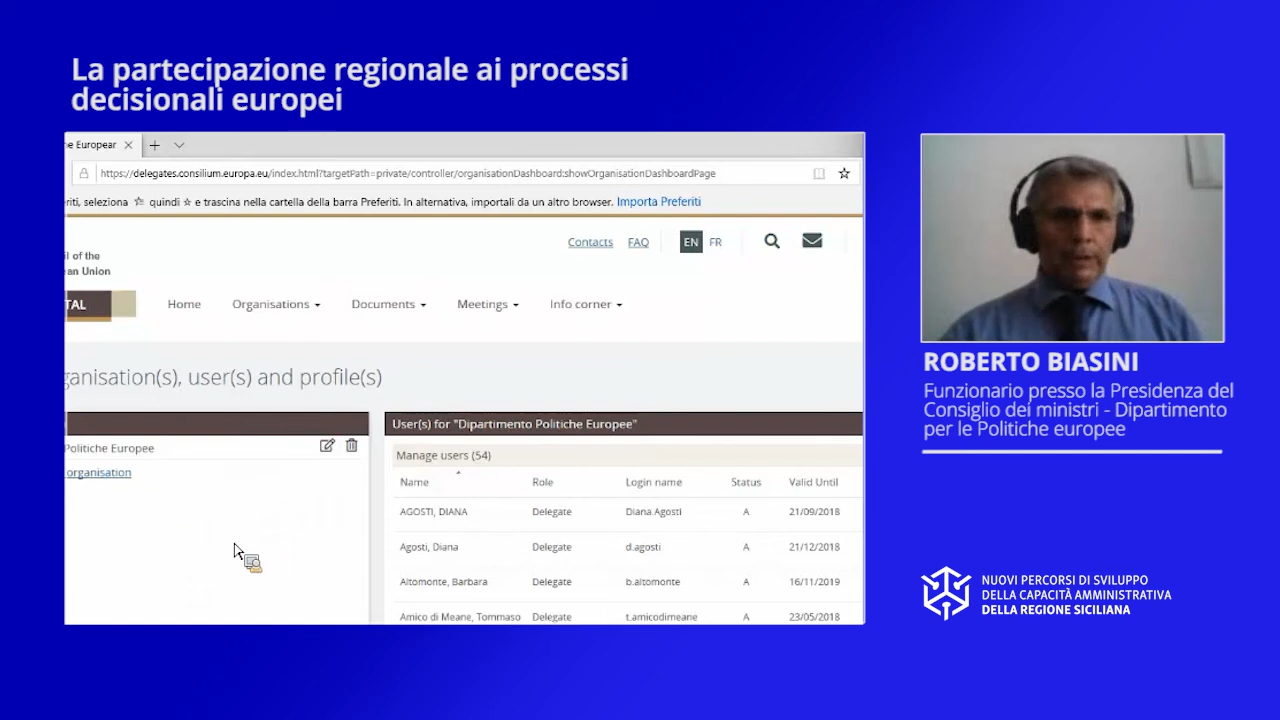 La partecipazione regionale ai processi
decisionali europei
he Europear
https://delegates.consilium.europa.eu/index.html?targetPath=private/controller/organisationDashboard:showOrganisationDashboardPage
riti, seleziona ☆ quindi ☆ e trascina nella cartella della barra Preferiti. In alternativa, importali da un altro browser. Importa Preferiti
Contacts FAQ EN FR
il of the
an Union
TAL Home Organisations Documents Meetings Info corner
ganisation(s), user(s) and profile(s)
User(s) for "Dipartimento Politiche Europee"
Politiche Europee
Manage users (54)
organisation
Name Role Login name Status Valid Until
AGOSTI, DIANA Delegate Diana.Agosti A 21/09/2018
Agosti, Diana Delegate d.agosti A 21/12/2018
Altomonte, Barbara Delegate b.altomonte A 16/11/2019
Amico di Meane, Tommaso Delegate t.amicodimeane A 23/05/2018
ROBERTO BIASINI
Funzionario presso la Presidenza del
Consiglio dei ministri - Dipartimento
per le Politiche europee
NUOVI PERCORSI DI SVILUPPO
DELLA CAPACITÀ AMMINISTRATIVA
DELLA REGIONE SICILIANA